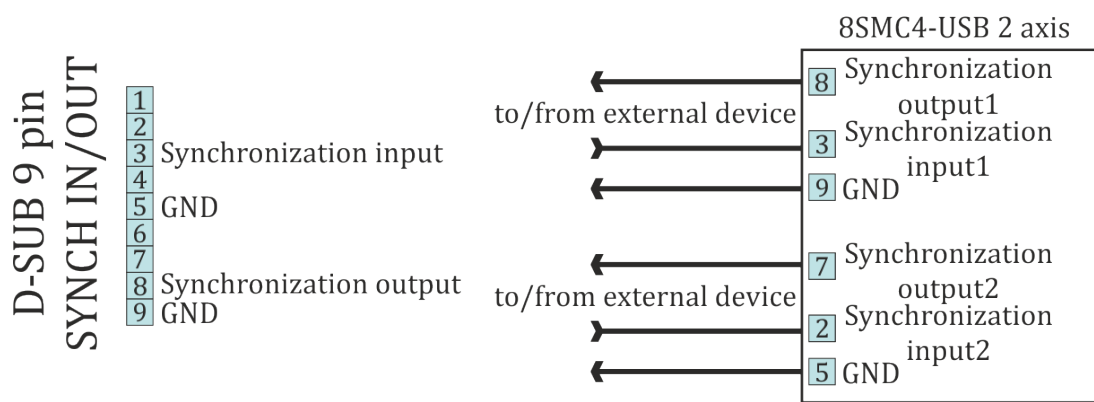 D-SUB 9 pin
SYNCH IN/OUT
1
2
3 Synchronization input
4
5 GND
6
7
8 Synchronization output
9 GND
8SMC4-USB 2 axis
8 Synchronization
output1
to/from external device
3 Synchronization
input1
9 GND
7 Synchronization
output2
to/from external device
2 Synchronization
input2
5 GND